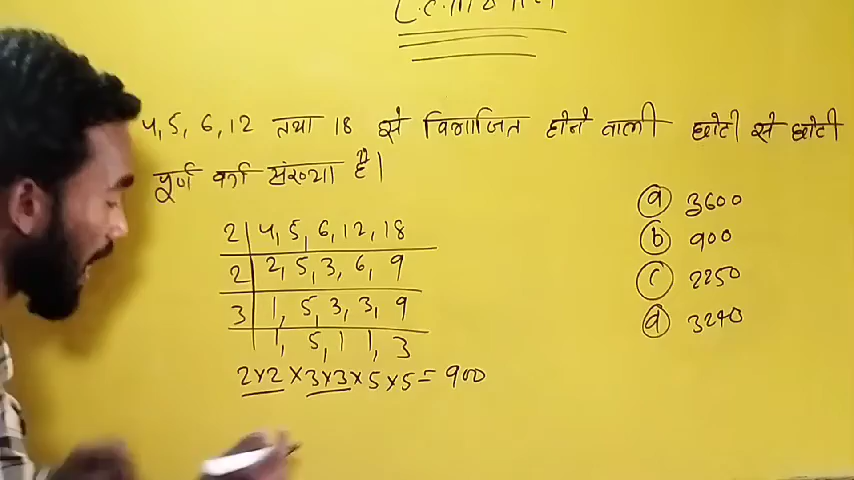 4, 5, 6, 12 तथा 18 से विभाजित होने वाली छोटी से छोटी
पूर्ण वर्ग संख्या है।
2 | 4, 5, 6, 12, 18
2 | 2, 5, 3, 6, 9
3 | 1, 5, 3, 3, 9
1, 5, 1 1, 3
2×2 × 3×3 × 5 × 5 = 900
(a) 3600
(b) 900
(c) 2250
(d) 3240